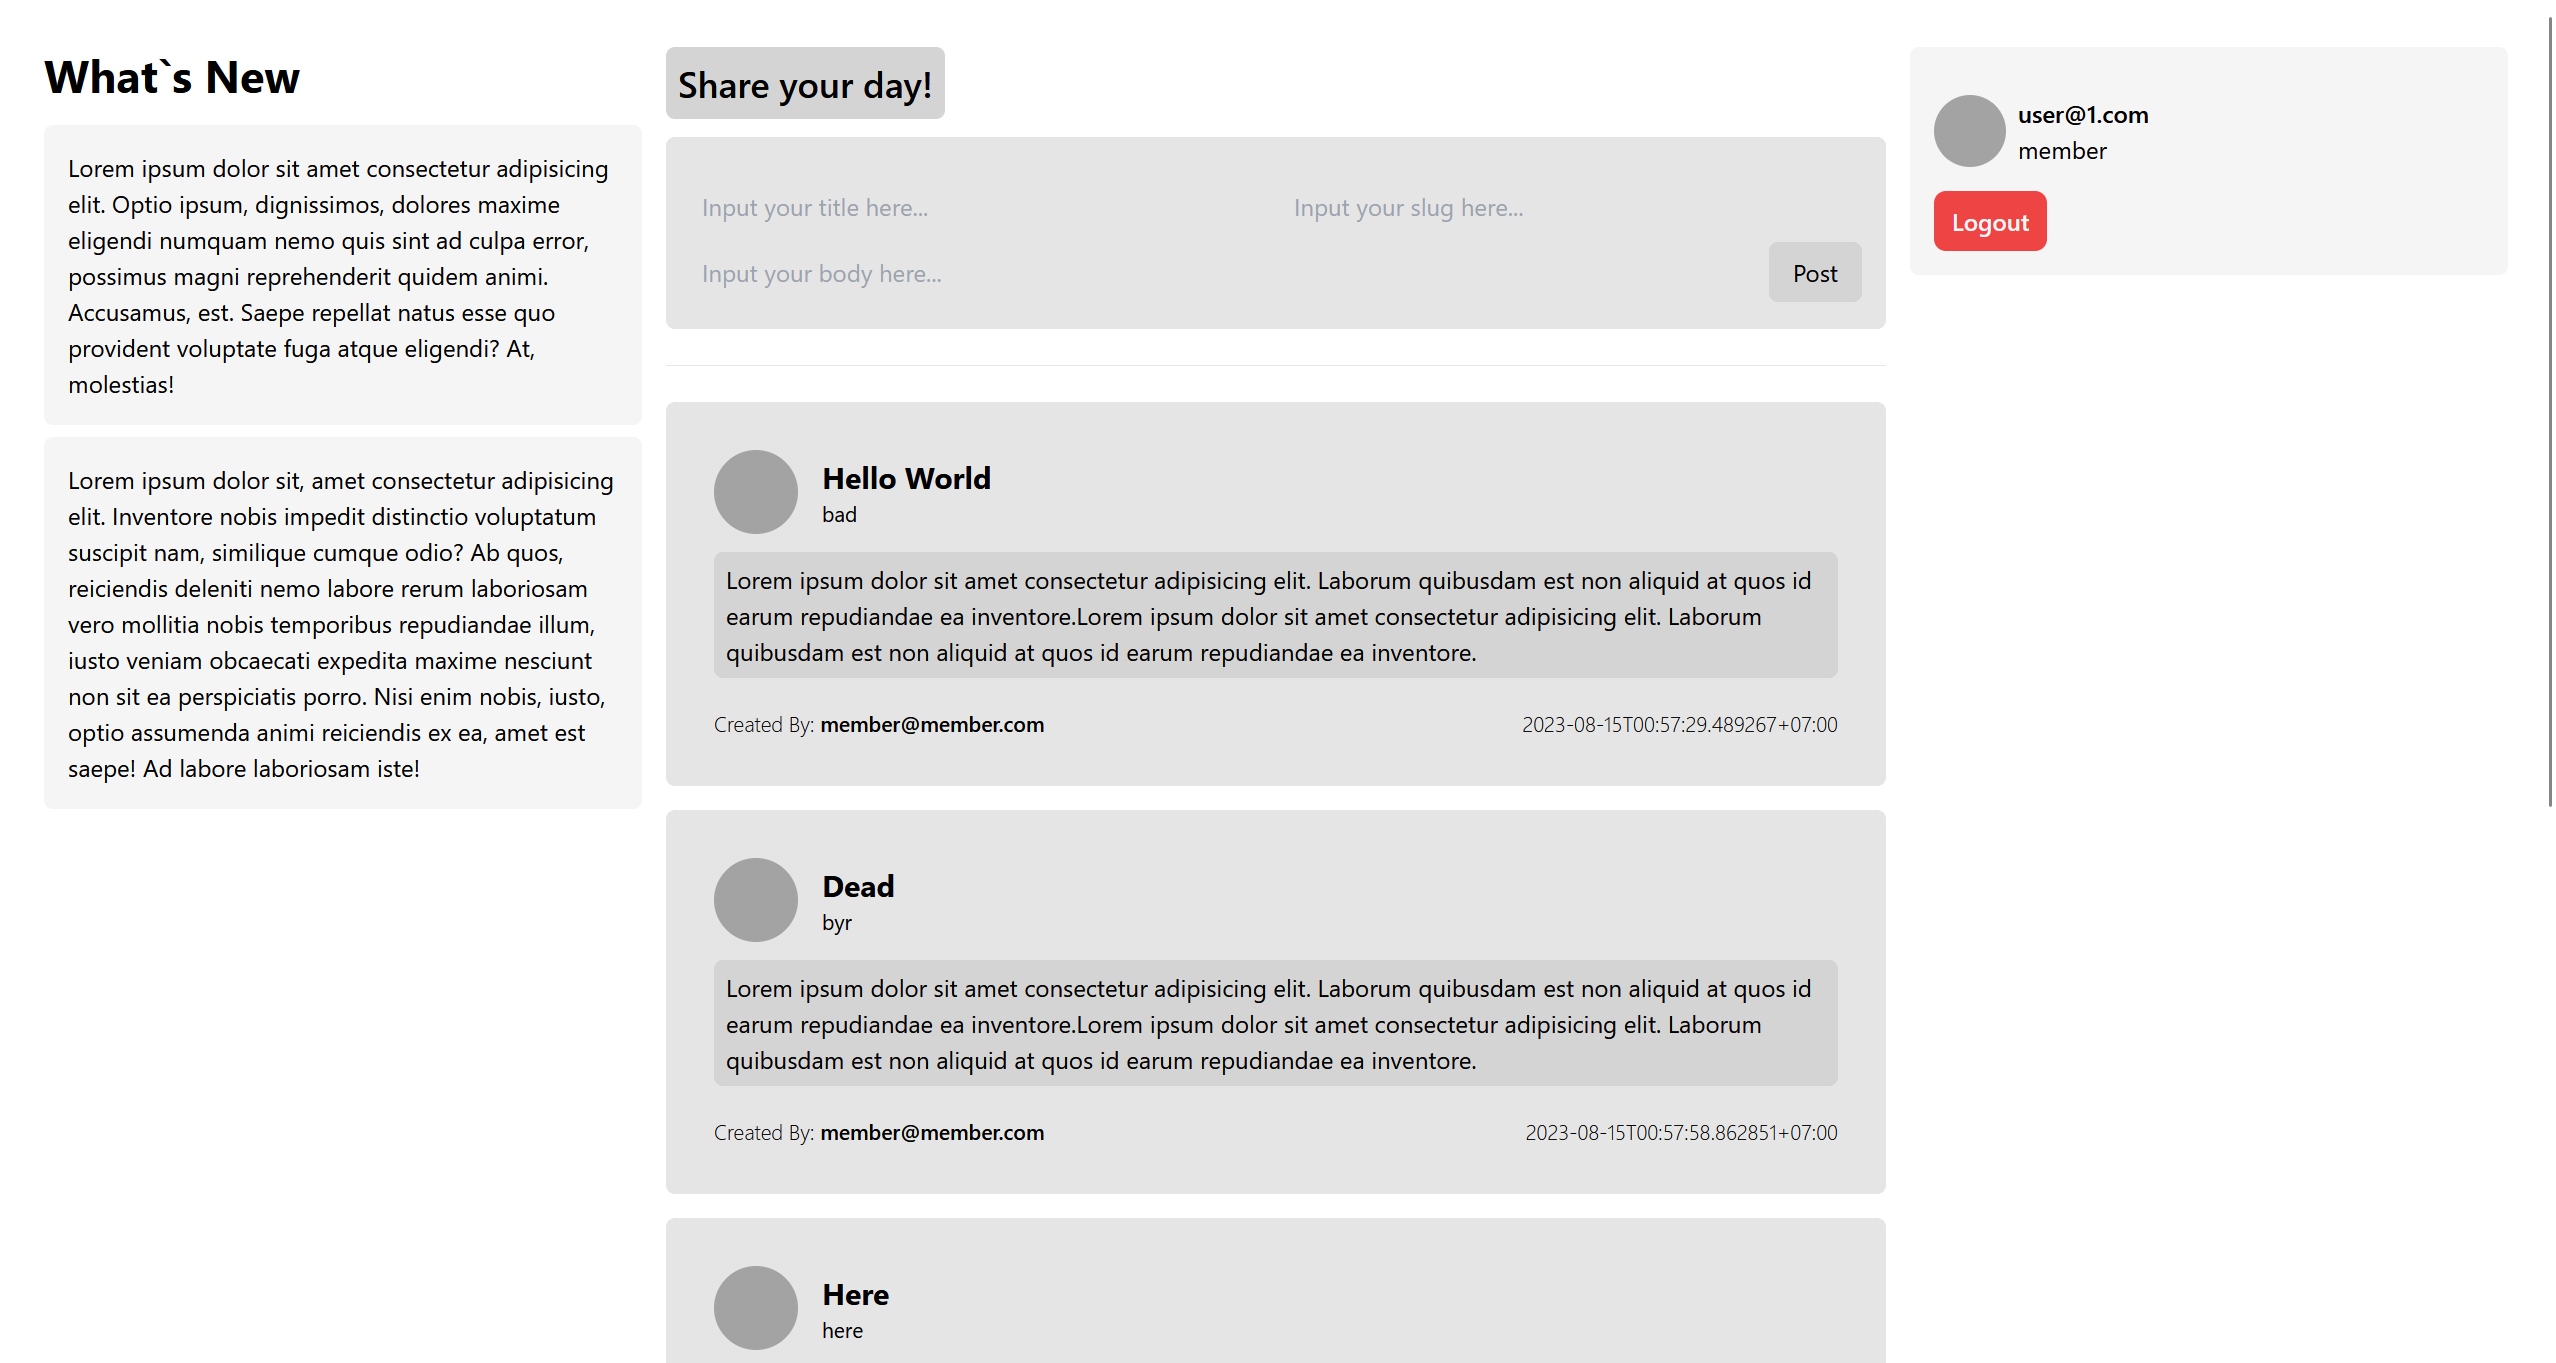 What`s New
Lorem ipsum dolor sit amet consectetur adipisicing
elit. Optio ipsum, dignissimos, dolores maxime
eligendi numquam nemo quis sint ad culpa error,
possimus magni reprehenderit quidem animi.
Accusamus, est. Saepe repellat natus esse quo
provident voluptate fuga atque eligendi? At,
molestias!
Lorem ipsum dolor sit, amet consectetur adipisicing
elit. Inventore nobis impedit distinctio voluptatum
suscipit nam, similique cumque odio? Ab quos,
reiciendis deleniti nemo labore rerum laboriosam
vero mollitia nobis temporibus repudiandae illum,
iusto veniam obcaecati expedita maxime nesciunt
non sit ea perspiciatis porro. Nisi enim nobis, iusto,
optio assumenda animi reiciendis ex ea, amet est
saepe! Ad labore laboriosam iste!
Share your day!
Input your title here...
Input your slug here...
Input your body here...
Post
Hello World
bad
Lorem ipsum dolor sit amet consectetur adipisicing elit. Laborum quibusdam est non aliquid at quos id
earum repudiandae ea inventore.Lorem ipsum dolor sit amet consectetur adipisicing elit. Laborum
quibusdam est non aliquid at quos id earum repudiandae ea inventore.
Created By: member@member.com
2023-08-15T00:57:29.489267+07:00
Dead
byr
Lorem ipsum dolor sit amet consectetur adipisicing elit. Laborum quibusdam est non aliquid at quos id
earum repudiandae ea inventore.Lorem ipsum dolor sit amet consectetur adipisicing elit. Laborum
quibusdam est non aliquid at quos id earum repudiandae ea inventore.
Created By: member@member.com
2023-08-15T00:57:58.862851+07:00
Here
here
user@1.com
member
Logout